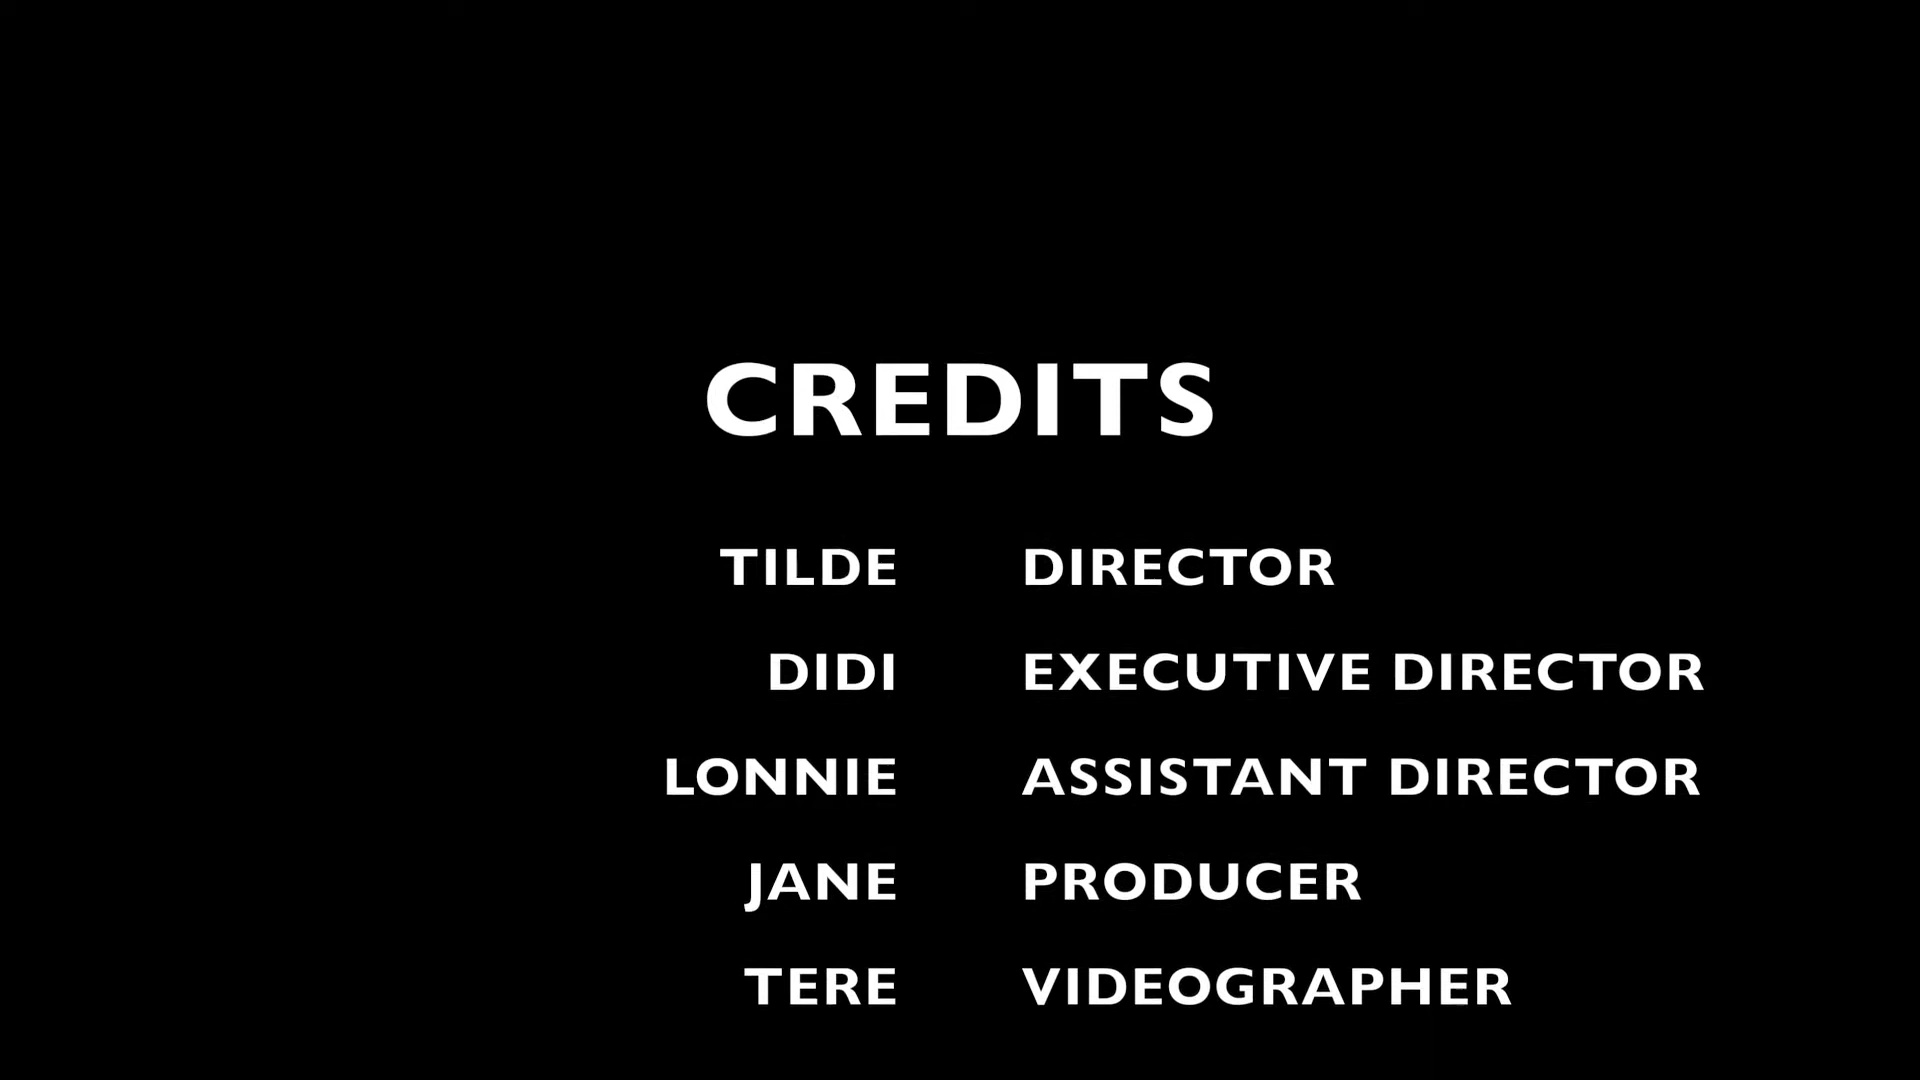 CREDITS
TILDE DIRECTOR
DIDI EXECUTIVE DIRECTOR
LONNIE ASSISTANT DIRECTOR
JANE PRODUCER
TERE VIDEOGRAPHER